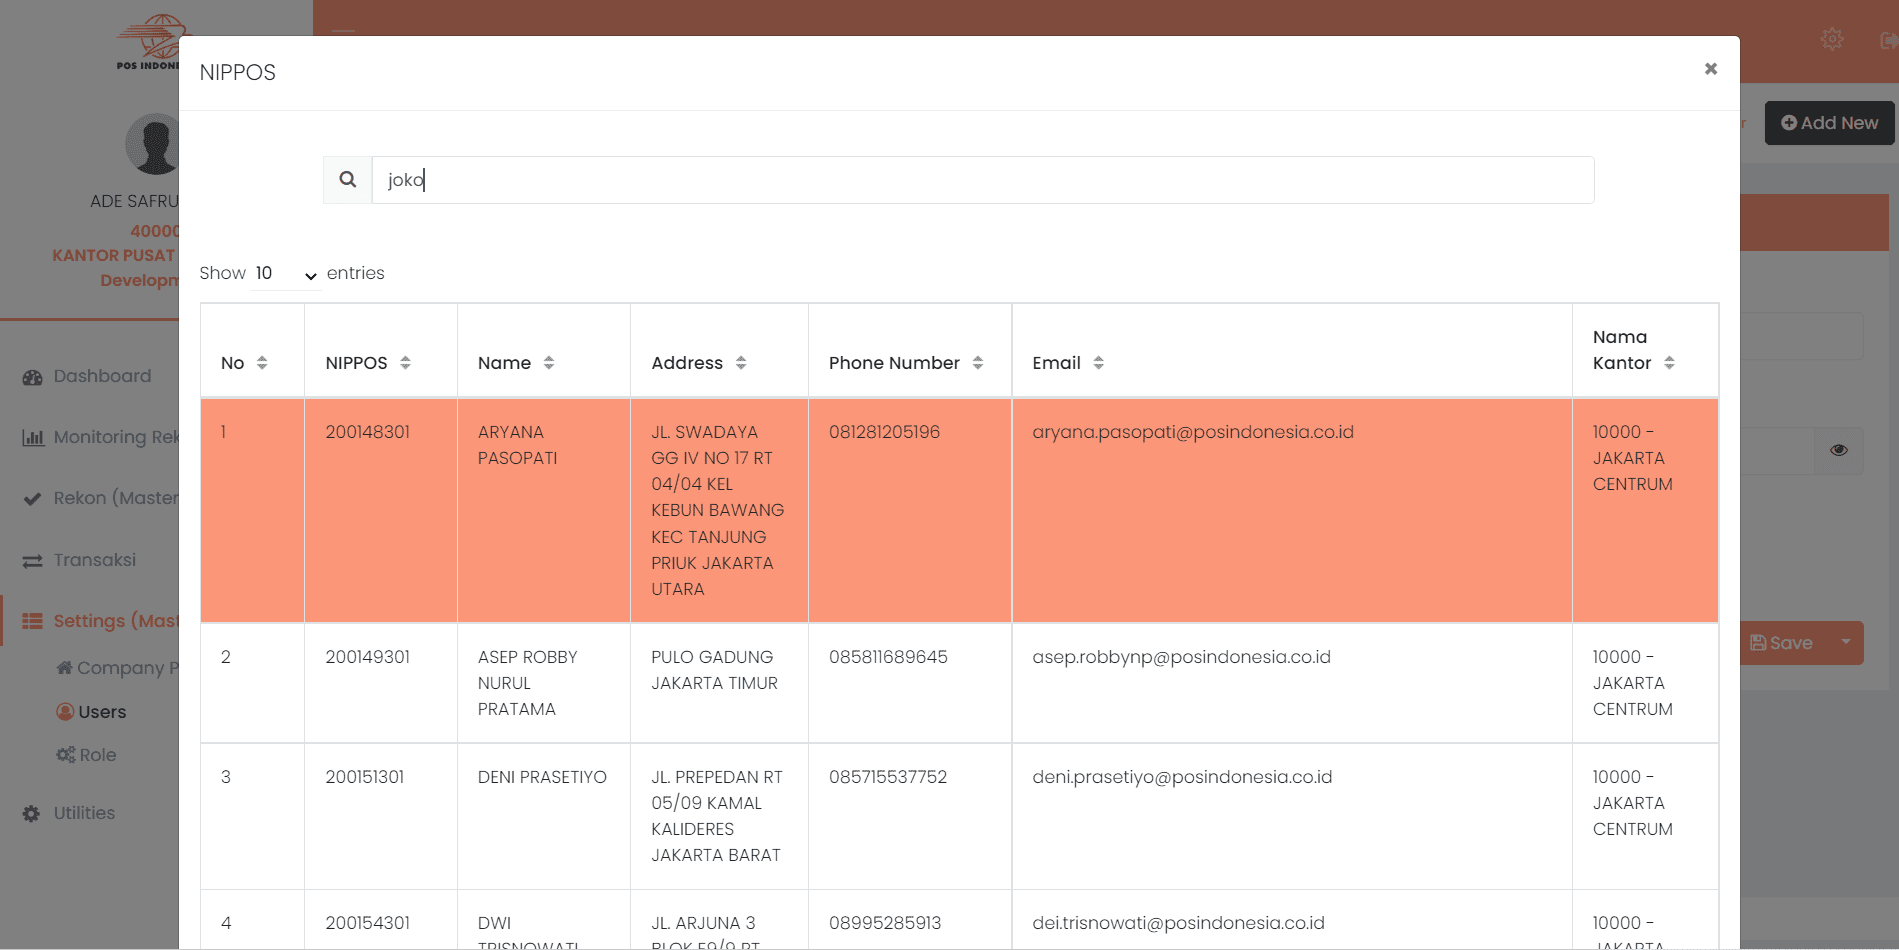 POS INDONE
ADE SAFRU
40000
KANTOR PUSAT
Developm
Dashboard
Monitoring Rek
Rekon (Master
Transaksi
Settings (Mast
Company P
Users
Role
Utilities
Add New
Save
NIPPOS
joko
Show 10 entries
No NIPPOS Name Address Phone Number Email Nama
Kantor
1 200148301 ARYANA JL. SWADAYA 081281205196 aryana.pasopati@posindonesia.co.id 10000 -
PASOPATI GG IV NO 17 RT JAKARTA
04/04 KEL CENTRUM
KEBUN BAWANG
KEC TANJUNG
PRIUK JAKARTA
UTARA
2 200149301 ASEP ROBBY PULO GADUNG 085811689645 asep.robbynp@posindonesia.co.id 10000 -
NURUL JAKARTA TIMUR JAKARTA
PRATAMA CENTRUM
3 200151301 DENI PRASETIYO JL. PREPEDAN RT 085715537752 deni.prasetiyo@posindonesia.co.id 10000 -
05/09 KAMAL JAKARTA
KALIDERES CENTRUM
JAKARTA BARAT
4 200154301 DWI JL. ARJUNA 3 08995285913 dei.trisnowati@posindonesia.co.id 10000 -
TRISNOWATI BLOK F9/9 RT JAKARTA